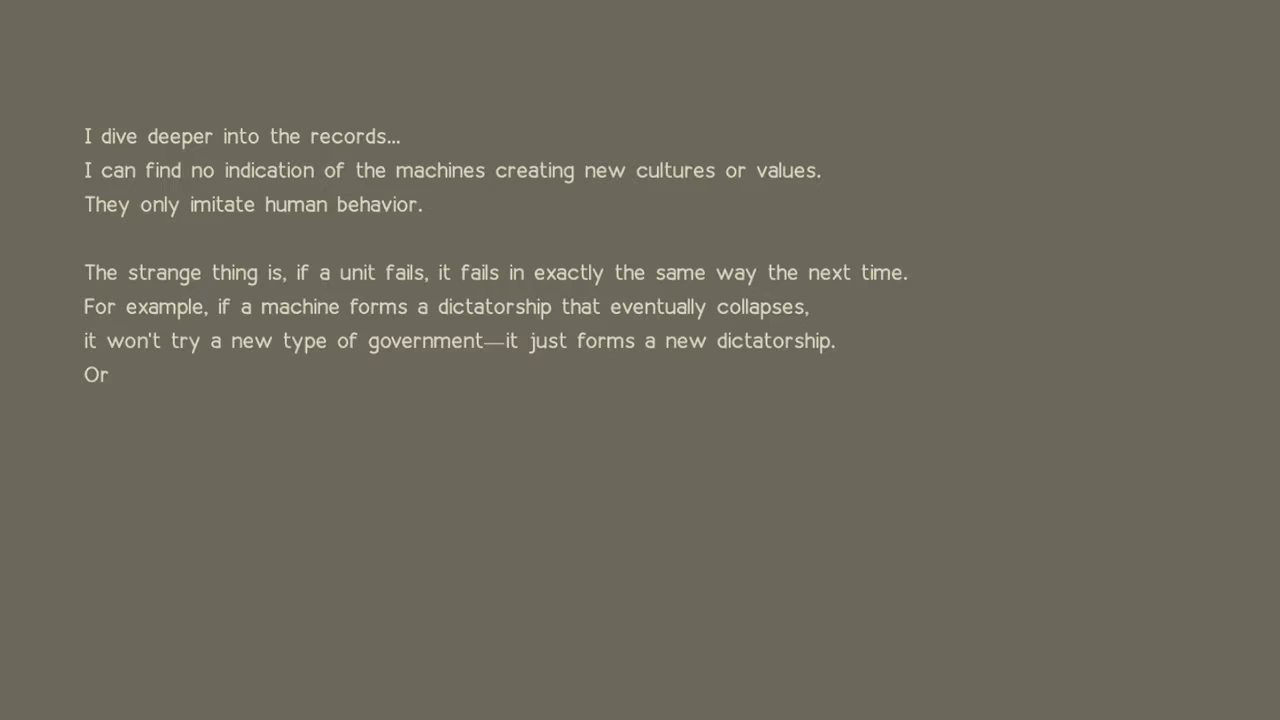 I dive deeper into the records...
I can find no indication of the machines creating new cultures or values.
They only imitate human behavior.
The strange thing is, if a unit fails, it fails in exactly the same way the next time.
For example, if a machine forms a dictatorship that eventually collapses,
it won't try a new type of government—it just forms a new dictatorship.
Or